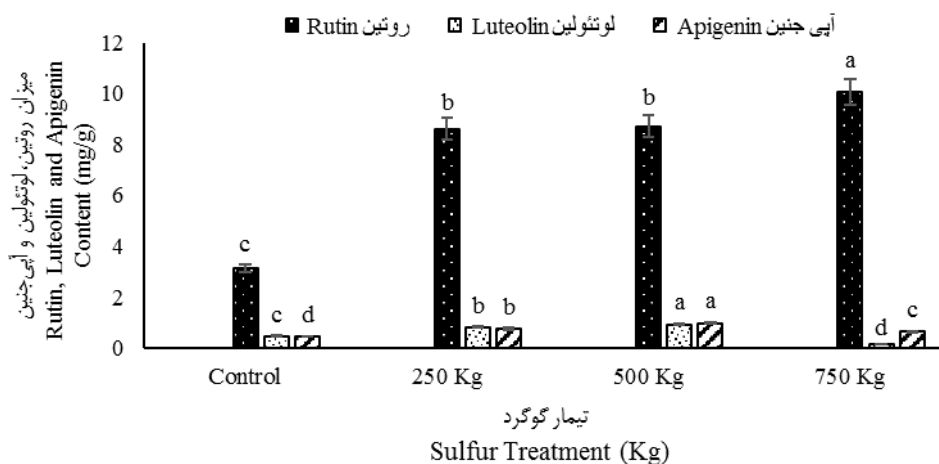 Rutin روتین Luteolin لوتئولین Apigenin آپی جنین
میزان روتین، لوتئولین و آپی جنین
Rutin, Luteolin and Apigenin
Content (mg/g)
12
10
8
6
4
2
0
c c d
b b b
b a a
a d c
Control 250 Kg 500 Kg 750 Kg
تیمار گوگرد
Sulfur Treatment (Kg)